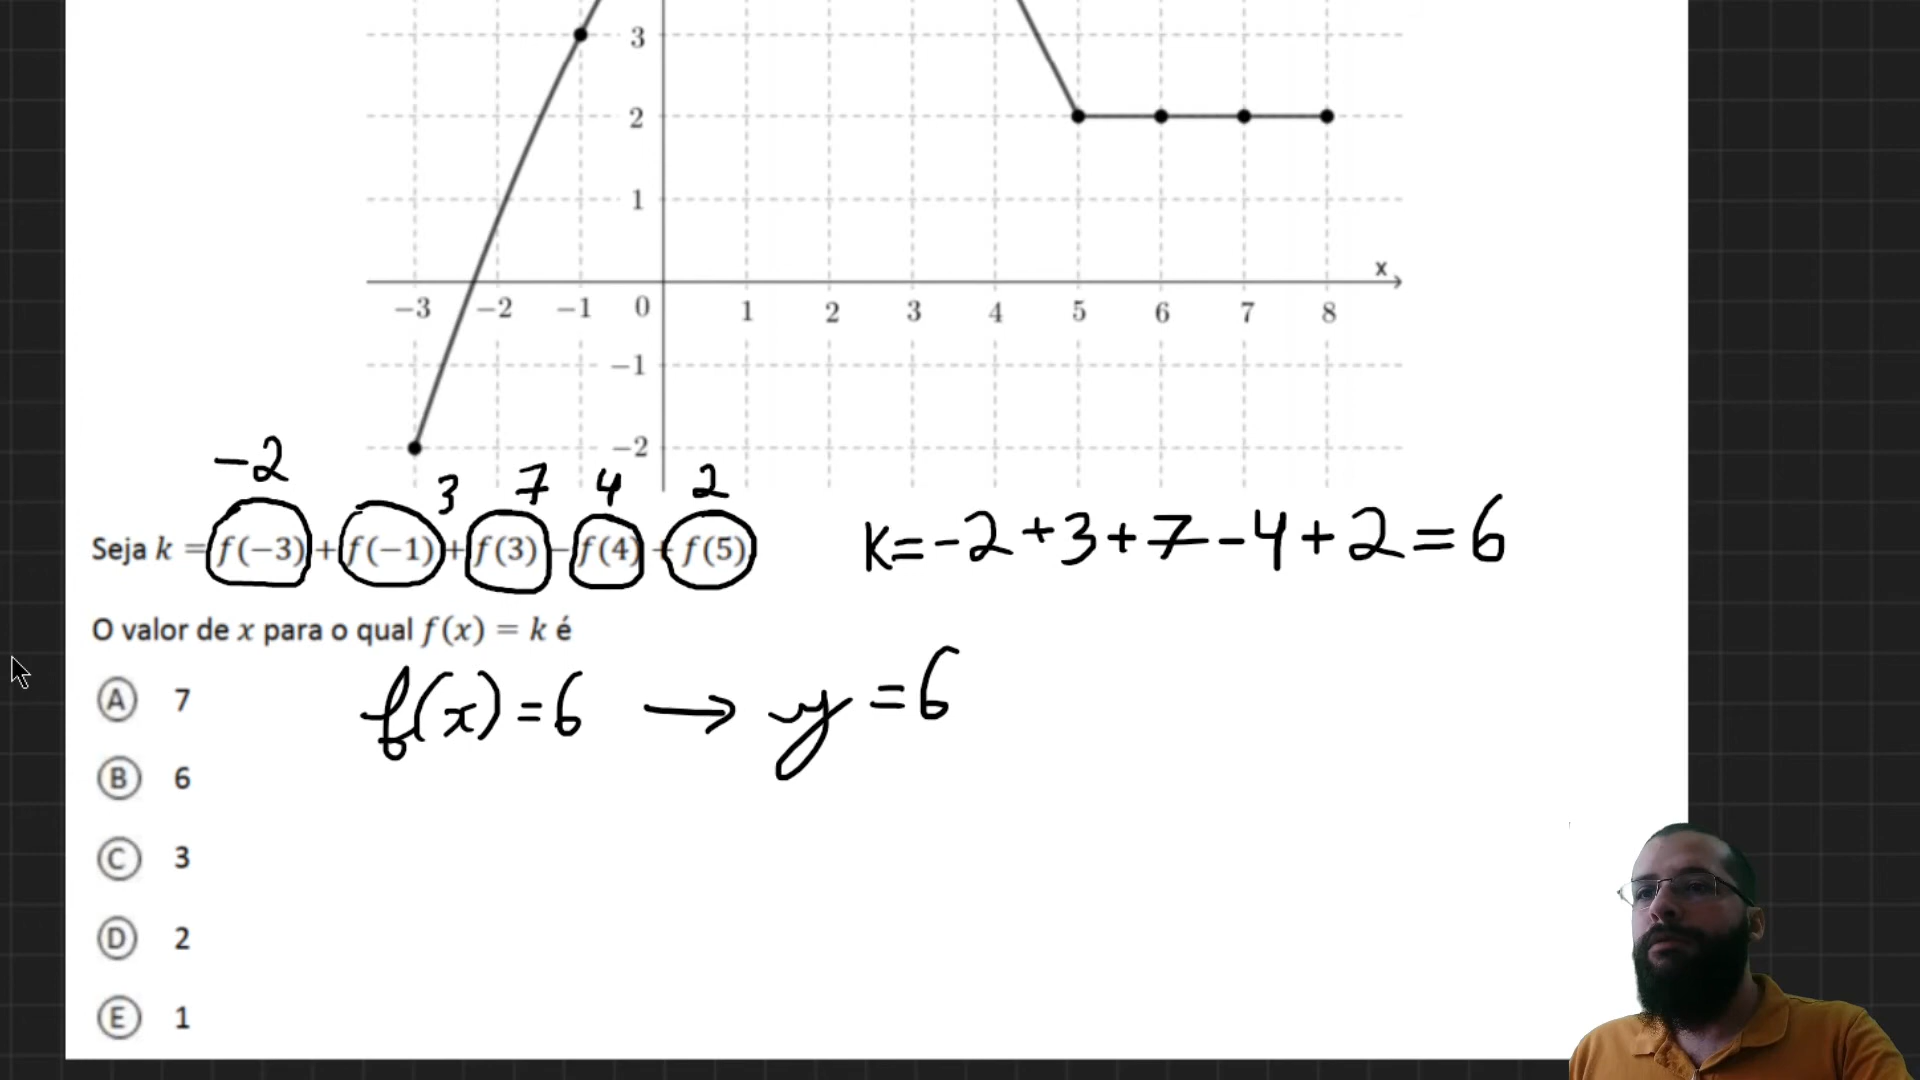 3
2
1
x
−3 −2 −1 0 1 2 3 4 5 6 7 8
−1
−2
-2 3 7 4 2
Seja k = f(−3) + f(−1) + f(3) − f(4) + f(5)
K=-2+3+7-4+2=6
O valor de x para o qual f(x) = k é
f(x)=6 → y=6
A 7
B 6
C 3
D 2
E 1